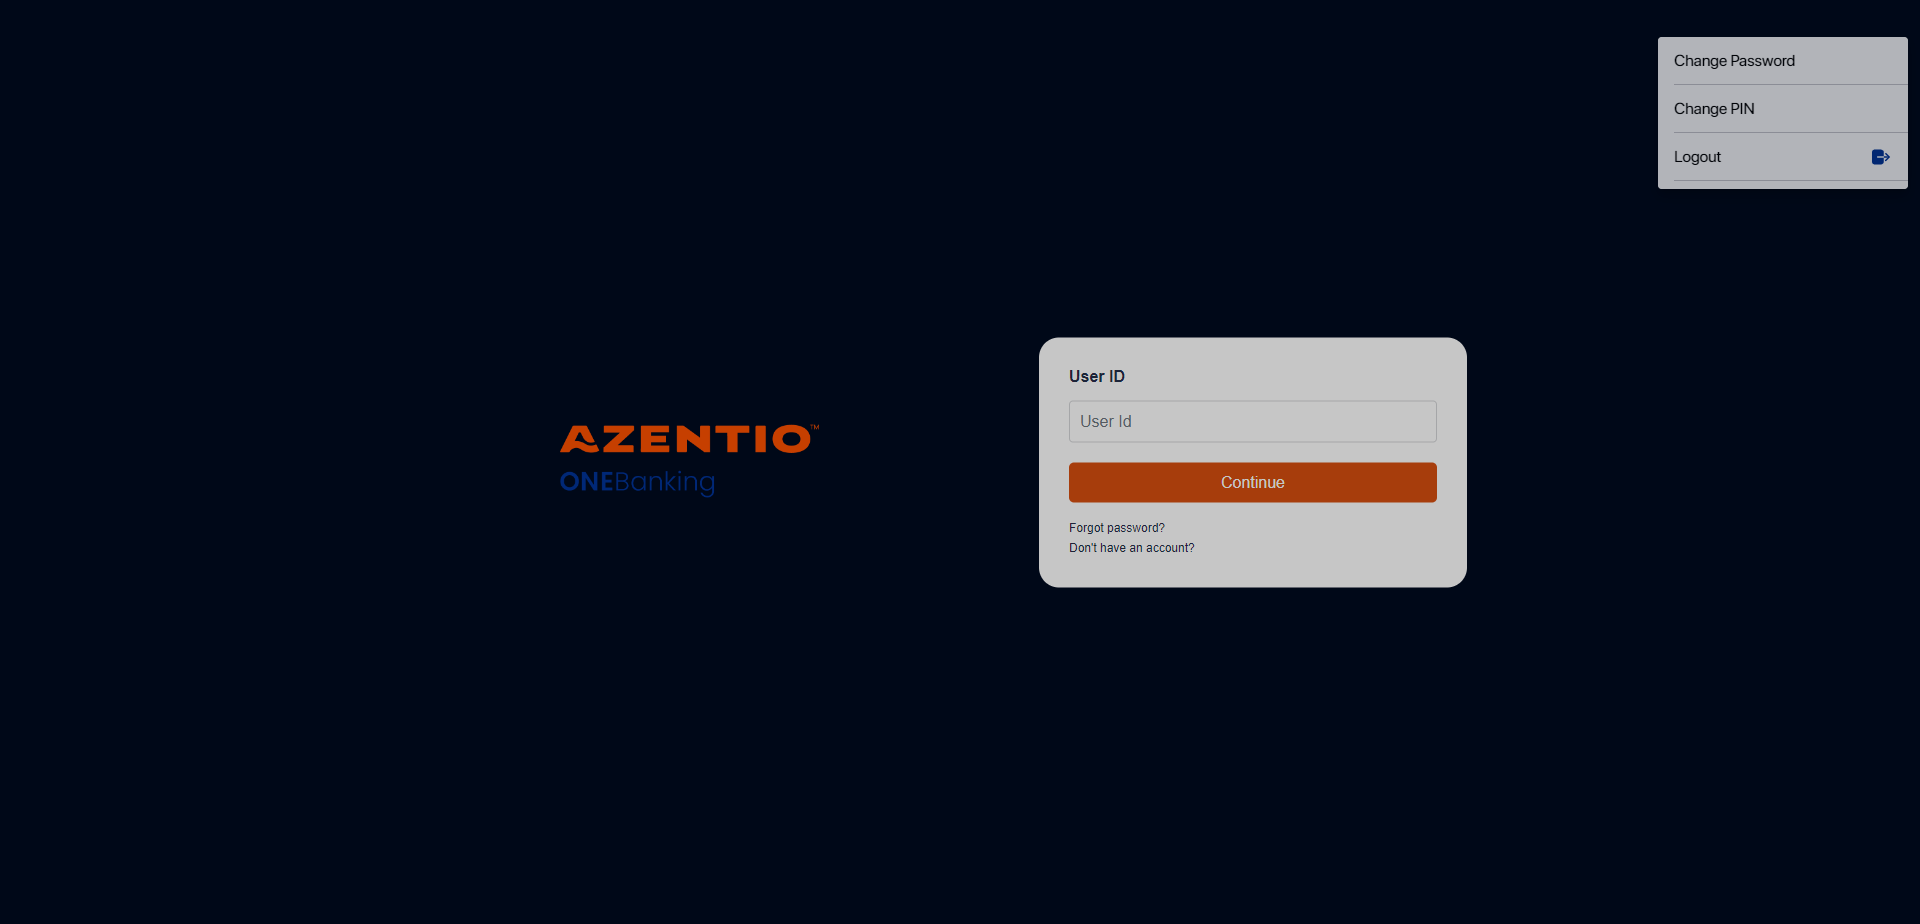 Change Password
Change PIN
Logout
AZENTIO™
ONEBanking
User ID
User Id
Continue
Forgot password?
Don't have an account?